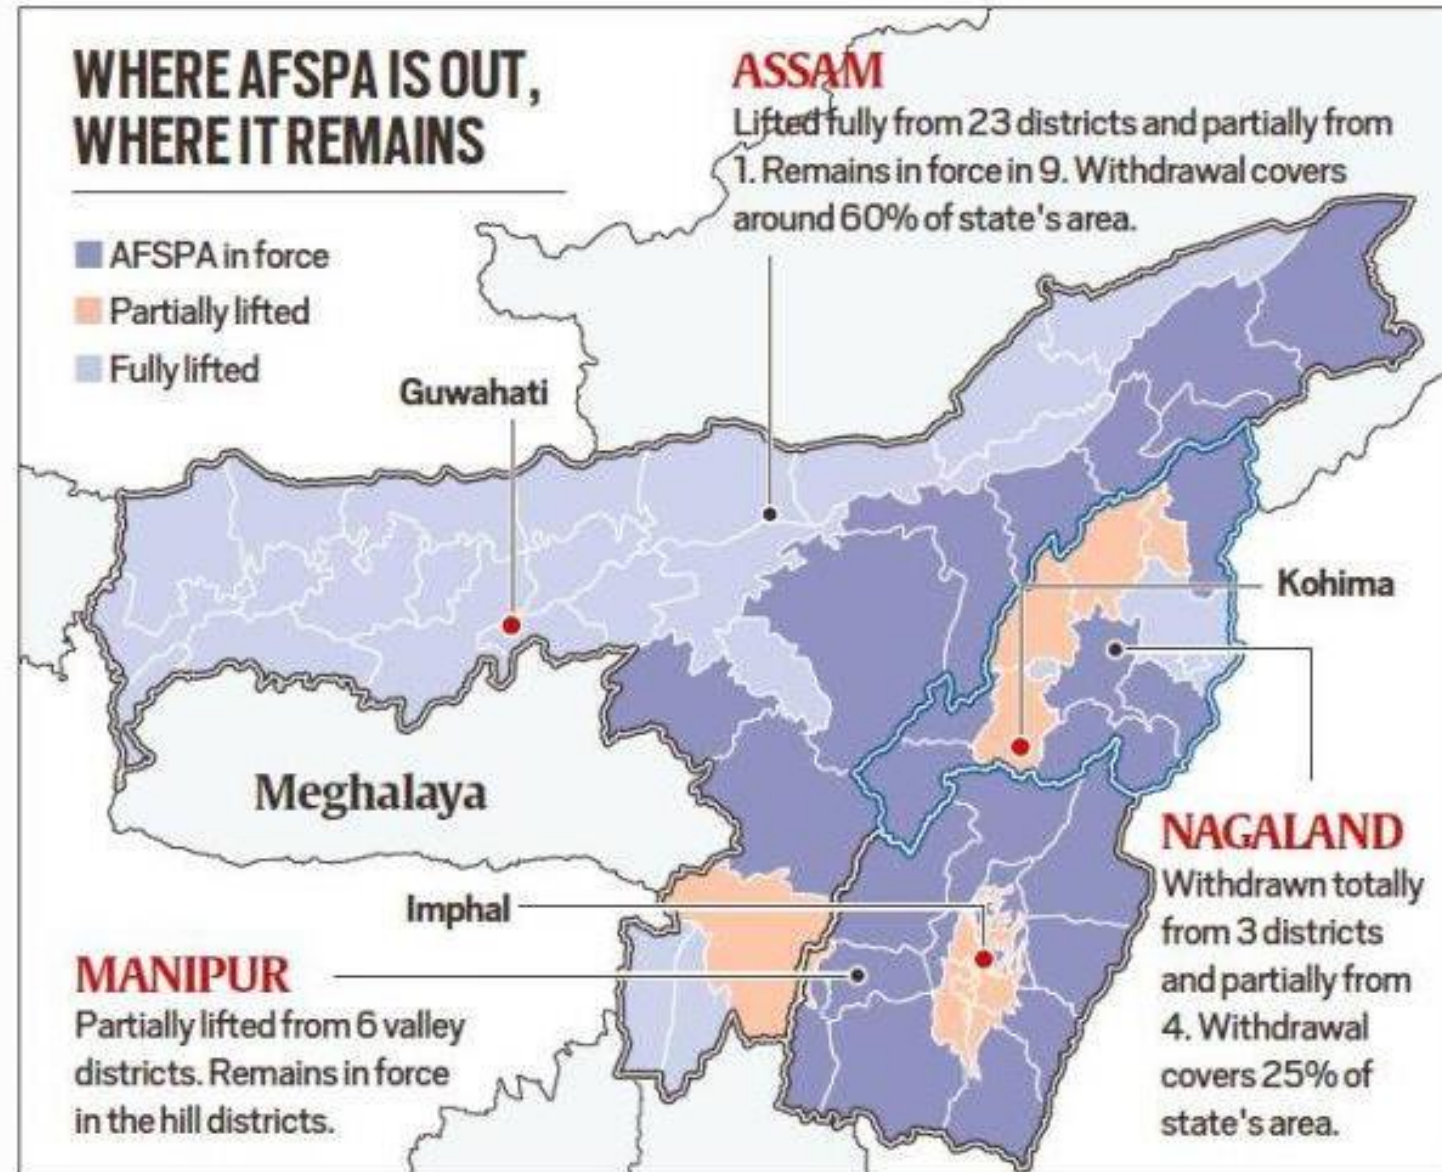 WHERE AFSPA IS OUT,
WHERE IT REMAINS
AFSPA in force
Partially lifted
Fully lifted
ASSAM
Lifted fully from 23 districts and partially from
1. Remains in force in 9. Withdrawal covers
around 60% of state's area.
Guwahati
Kohima
Meghalaya
Imphal
MANIPUR
Partially lifted from 6 valley
districts. Remains in force
in the hill districts.
NAGALAND
Withdrawn totally
from 3 districts
and partially from
4. Withdrawal
covers 25% of
state's area.